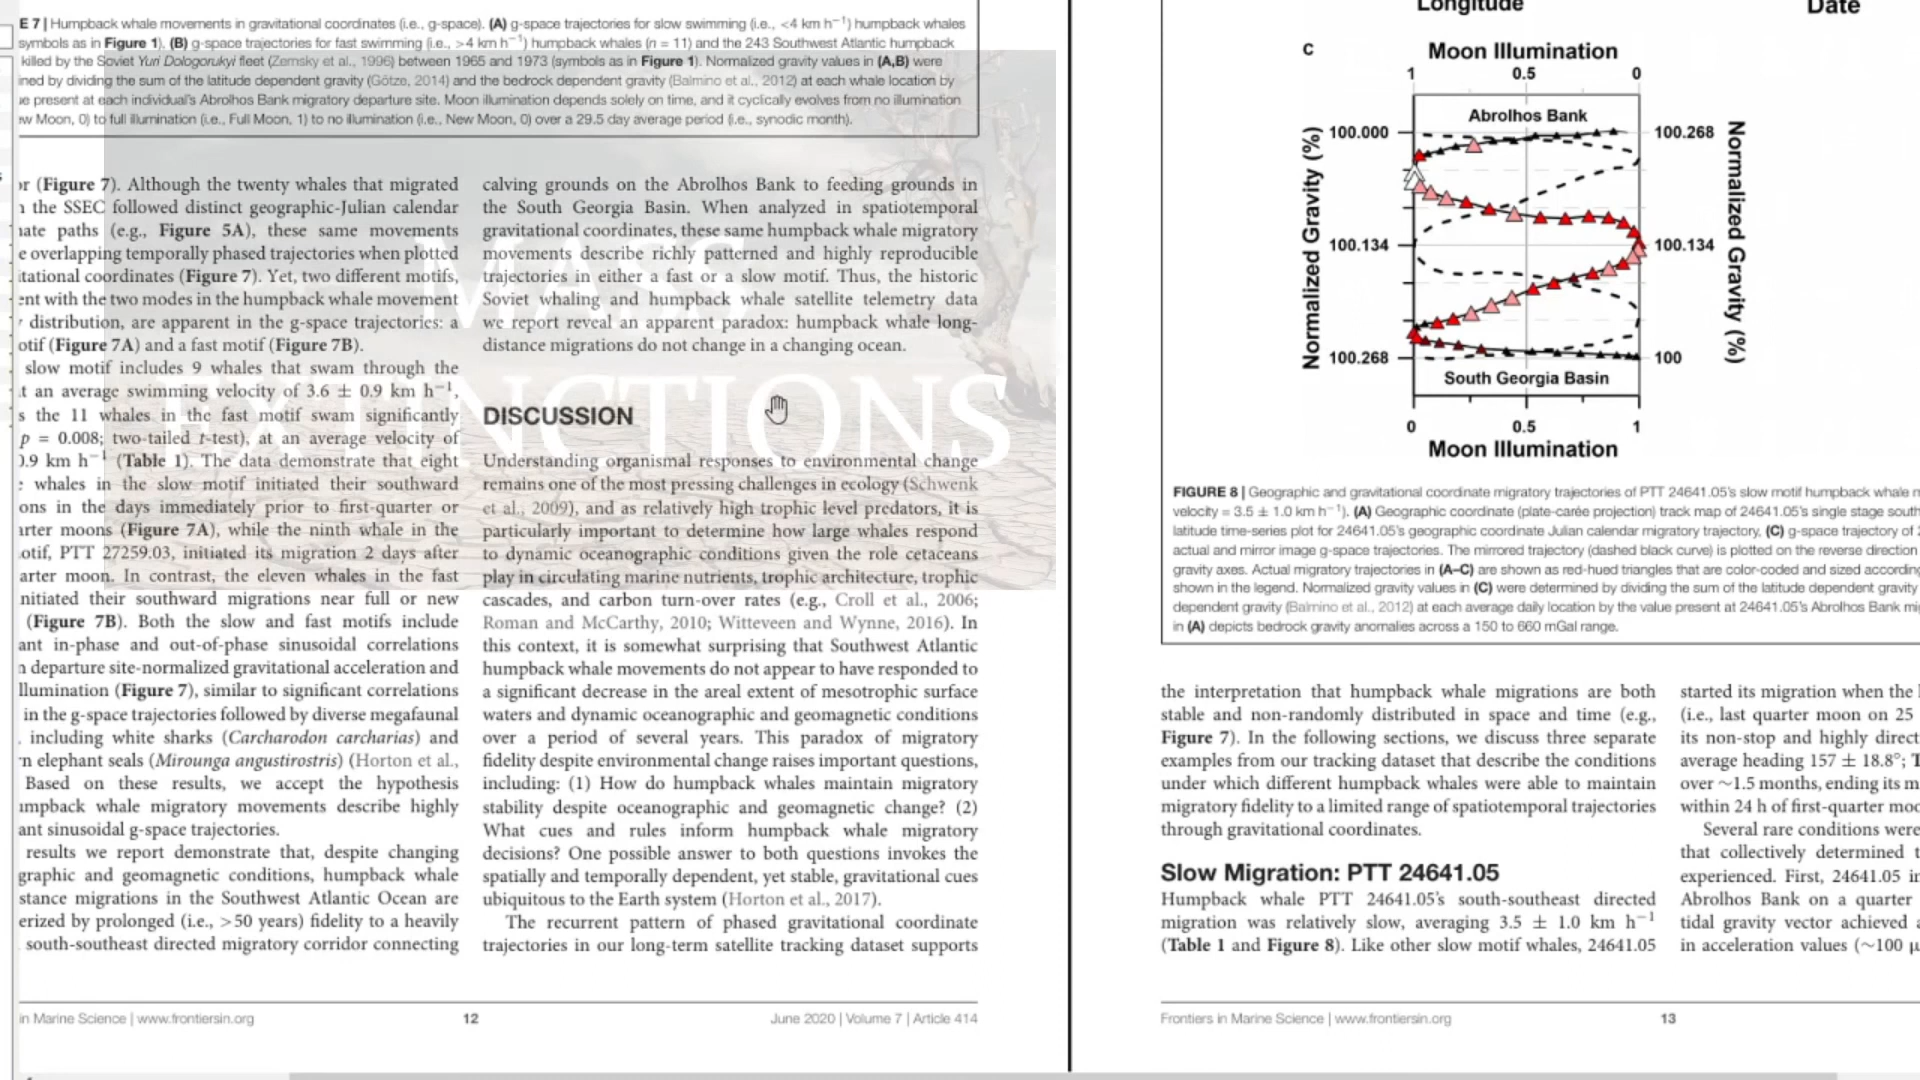 E 7 | Humpback whale movements in gravitational coordinates (i.e., g-space). (A) g-space trajectories for slow swimming (i.e., <4 km h−1) humpback whales
symbols as in Figure 1). (B) g-space trajectories for fast swimming (i.e., >4 km h−1) humpback whales (n = 11) and the 243 Southwest Atlantic humpback
killed by the Soviet Yuri Dologorukyi fleet (Zemsky et al., 1996) between 1965 and 1973 (symbols as in Figure 1). Normalized gravity values in (A,B) were
ined by dividing the sum of the latitude dependent gravity (Götze, 2014) and the bedrock dependent gravity (Balmino et al., 2012) at each whale location by
ue present at each individual's Abrolhos Bank migratory departure site. Moon illumination depends solely on time, and it cyclically evolves from no illumination
ew Moon, 0) to full illumination (i.e., Full Moon, 1) to no illumination (i.e., New Moon, 0) over a 29.5 day average period (i.e., synodic month).
MASS
EXTINCTIONS
or (Figure 7). Although the twenty whales that migrated
the SSEC followed distinct geographic-Julian calendar
nate paths (e.g., Figure 5A), these same movements
e overlapping temporally phased trajectories when plotted
itational coordinates (Figure 7). Yet, two different motifs,
ent with the two modes in the humpback whale movement
distribution, are apparent in the g-space trajectories: a
otif (Figure 7A) and a fast motif (Figure 7B).
slow motif includes 9 whales that swam through the
t an average swimming velocity of 3.6 ± 0.9 km h−1,
s the 11 whales in the fast motif swam significantly
p = 0.008; two-tailed t-test), at an average velocity of
0.9 km h−1 (Table 1). The data demonstrate that eight
whales in the slow motif initiated their southward
ons in the days immediately prior to first-quarter or
arter moons (Figure 7A), while the ninth whale in the
otif, PTT 27259.03, initiated its migration 2 days after
arter moon. In contrast, the eleven whales in the fast
nitiated their southward migrations near full or new
(Figure 7B). Both the slow and fast motifs include
ant in-phase and out-of-phase sinusoidal correlations
n departure site-normalized gravitational acceleration and
llumination (Figure 7), similar to significant correlations
in the g-space trajectories followed by diverse megafaunal
, including white sharks (Carcharodon carcharias) and
rn elephant seals (Mirounga angustirostris) (Horton et al.,
Based on these results, we accept the hypothesis
umpback whale migratory movements describe highly
ant sinusoidal g-space trajectories.
results we report demonstrate that, despite changing
graphic and geomagnetic conditions, humpback whale
stance migrations in the Southwest Atlantic Ocean are
erized by prolonged (i.e., >50 years) fidelity to a heavily
south-southeast directed migratory corridor connecting
calving grounds on the Abrolhos Bank to feeding grounds in
the South Georgia Basin. When analyzed in spatiotemporal
gravitational coordinates, these same humpback whale migratory
movements describe richly patterned and highly reproducible
trajectories in either a fast or a slow motif. Thus, the historic
Soviet whaling and humpback whale satellite telemetry data
we report reveal an apparent paradox: humpback whale long-
distance migrations do not change in a changing ocean.
DISCUSSION
Understanding organismal responses to environmental change
remains one of the most pressing challenges in ecology (Schwenk
et al., 2009), and as relatively high trophic level predators, it is
particularly important to determine how large whales respond
to dynamic oceanographic conditions given the role cetaceans
play in circulating marine nutrients, trophic architecture, trophic
cascades, and carbon turn-over rates (e.g., Croll et al., 2006;
Roman and McCarthy, 2010; Witteveen and Wynne, 2016). In
this context, it is somewhat surprising that Southwest Atlantic
humpback whale movements do not appear to have responded to
a significant decrease in the areal extent of mesotrophic surface
waters and dynamic oceanographic and geomagnetic conditions
over a period of several years. This paradox of migratory
fidelity despite environmental change raises important questions,
including: (1) How do humpback whales maintain migratory
stability despite oceanographic and geomagnetic change? (2)
What cues and rules inform humpback whale migratory
decisions? One possible answer to both questions invokes the
spatially and temporally dependent, yet stable, gravitational cues
ubiquitous to the Earth system (Horton et al., 2017).
The recurrent pattern of phased gravitational coordinate
trajectories in our long-term satellite tracking dataset supports
in Marine Science | www.frontiersin.org
12
June 2020 | Volume 7 | Article 414
Longitude
Date
C
Moon Illumination
1 0.5 0
Abrolhos Bank
Normalized Gravity (%)
100.000
100.134
100.268
100.268
100.134
100
Normalized Gravity (%)
South Georgia Basin
0 0.5 1
Moon Illumination
FIGURE 8 | Geographic and gravitational coordinate migratory trajectories of PTT 24641.05's slow motif humpback whale m
velocity = 3.5 ± 1.0 km h−1). (A) Geographic coordinate (plate-carée projection) track map of 24641.05's single stage south
latitude time-series plot for 24641.05's geographic coordinate Julian calendar migratory trajectory, (C) g-space trajectory of 2
actual and mirror image g-space trajectories. The mirrored trajectory (dashed black curve) is plotted on the reverse direction
gravity axes. Actual migratory trajectories in (A–C) are shown as red-hued triangles that are color-coded and sized according
shown in the legend. Normalized gravity values in (C) were determined by dividing the sum of the latitude dependent gravity
dependent gravity (Balmino et al., 2012) at each average daily location by the value present at 24641.05's Abrolhos Bank mig
in (A) depicts bedrock gravity anomalies across a 150 to 660 mGal range.
the interpretation that humpback whale migrations are both
stable and non-randomly distributed in space and time (e.g.,
Figure 7). In the following sections, we discuss three separate
examples from our tracking dataset that describe the conditions
under which different humpback whales were able to maintain
migratory fidelity to a limited range of spatiotemporal trajectories
through gravitational coordinates.
Slow Migration: PTT 24641.05
Humpback whale PTT 24641.05's south-southeast directed
migration was relatively slow, averaging 3.5 ± 1.0 km h−1
(Table 1 and Figure 8). Like other slow motif whales, 24641.05
started its migration when the
(i.e., last quarter moon on 25
its non-stop and highly direct
average heading 157 ± 18.8°; T
over ~1.5 months, ending its m
within 24 h of first-quarter moo
Several rare conditions were
that collectively determined t
experienced. First, 24641.05 in
Abrolhos Bank on a quarter
tidal gravity vector achieved a
in acceleration values (~100 μ
Frontiers in Marine Science | www.frontiersin.org
13